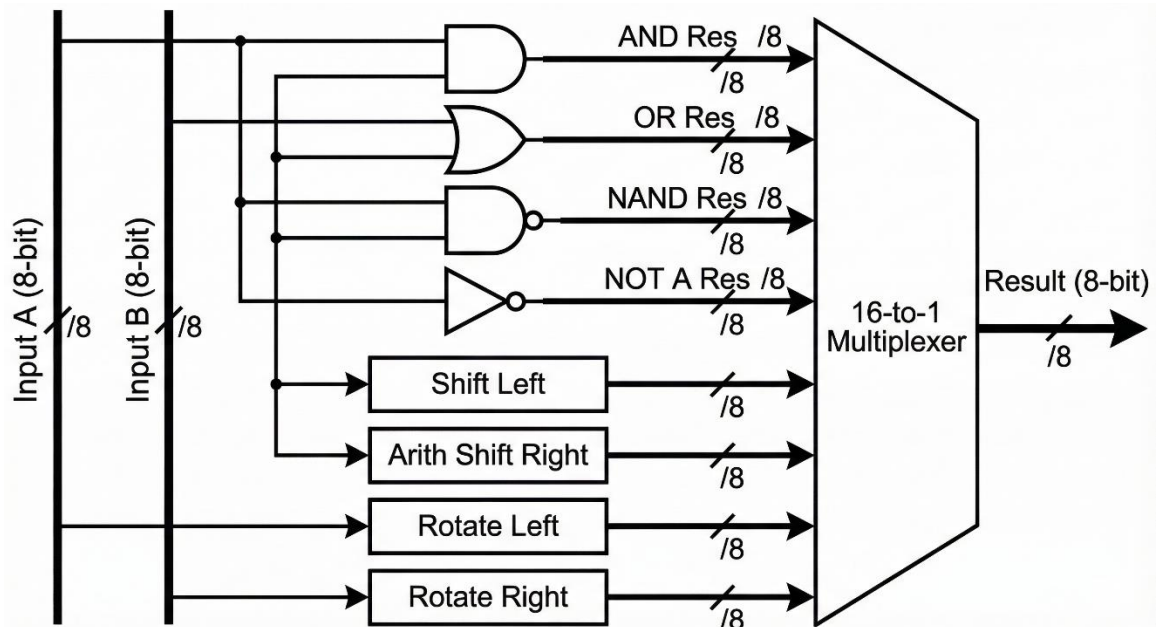 Input A (8-bit)
/8
Input B (8-bit)
/8
AND Res /8
/8
OR Res /8
/8
NAND Res /8
/8
NOT A Res /8
/8
Shift Left
/8
Arith Shift Right
/8
Rotate Left
/8
Rotate Right
/8
16-to-1
Multiplexer
Result (8-bit)
/8